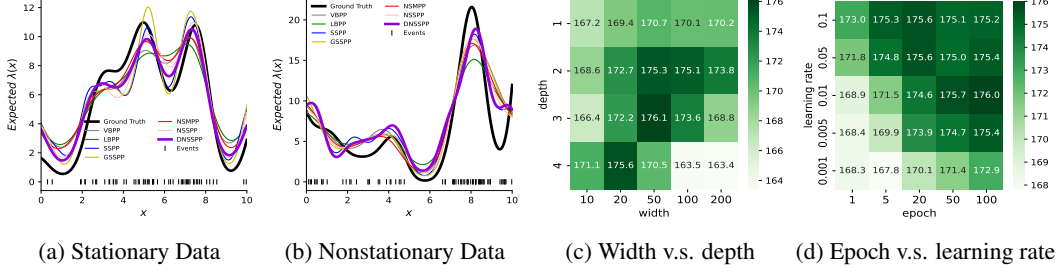 Expected λ(x)
12
10
8
6
4
2
0
Ground Truth
VBPP
LBPP
SSPP
GSSPP
NSMPP
NSSPP
DNSSPP
Events
0 2 4 6 8 10
x
(a) Stationary Data
Expected λ(x)
20
15
10
5
0
Ground Truth
VBPP
LBPP
SSPP
GSSPP
NSMPP
NSSPP
DNSSPP
Events
0 2 4 6 8 10
x
(b) Nonstationary Data
depth
1 167.2 169.4 170.7 170.1 170.2
2 168.6 172.7 175.3 175.1 173.8
3 166.4 172.2 176.1 173.6 168.8
4 171.1 175.6 170.5 163.5 163.4
10 20 50 100 200
width
176
174
172
170
168
166
164
(c) Width v.s. depth
learning rate
0.1 173.0 175.3 175.6 175.1 175.2
0.05 171.8 174.8 175.6 175.0 175.4
0.01 168.9 171.5 174.6 175.7 176.0
0.005 168.4 169.9 173.9 174.7 175.4
0.001 168.3 167.8 170.1 171.4 172.9
1 5 20 50 100
epoch
176
174
172
170
168
166
164
(d) Epoch v.s. learning rate